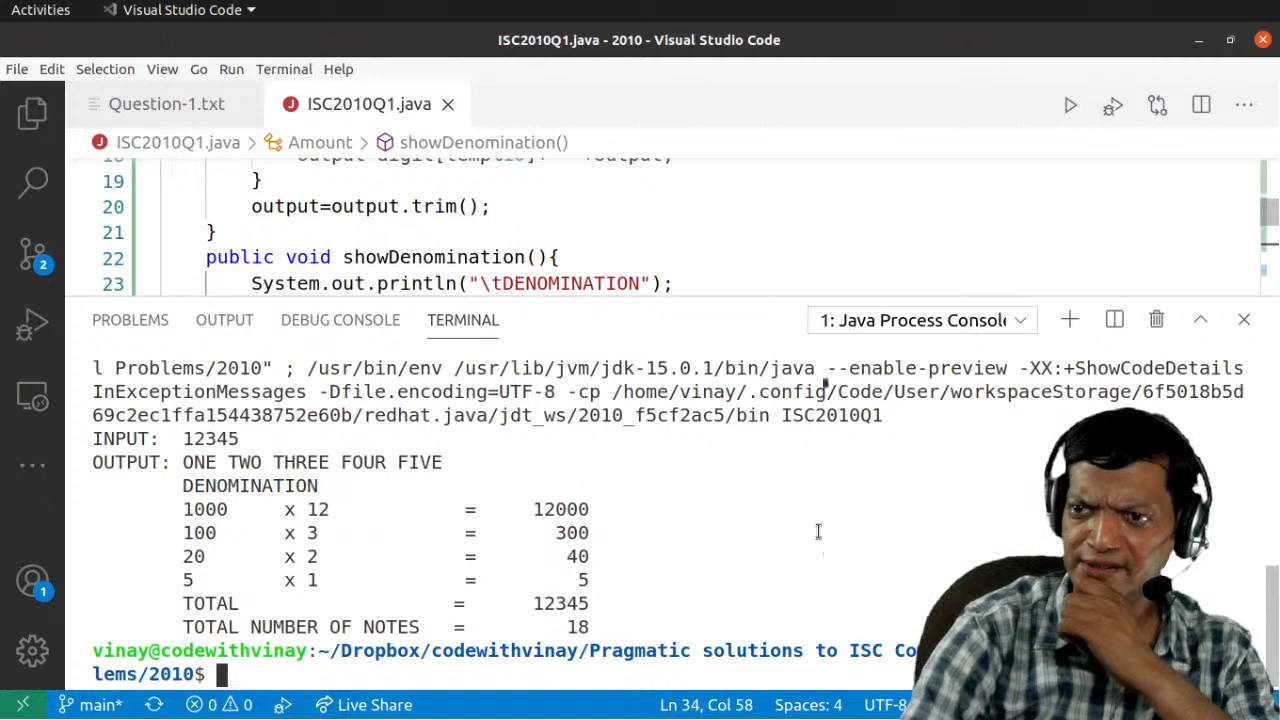 Activities Visual Studio Code
ISC2010Q1.java - 2010 - Visual Studio Code
File Edit Selection View Go Run Terminal Help
Question-1.txt ISC2010Q1.java
ISC2010Q1.java > Amount > showDenomination()
19 }
20 output=output.trim();
21 }
22 public void showDenomination(){
23 System.out.println("\tDENOMINATION");
PROBLEMS OUTPUT DEBUG CONSOLE TERMINAL 1: Java Process Console
l Problems/2010" ; /usr/bin/env /usr/lib/jvm/jdk-15.0.1/bin/java --enable-preview -XX:+ShowCodeDetails
InExceptionMessages -Dfile.encoding=UTF-8 -cp /home/vinay/.config/Code/User/workspaceStorage/6f5018b5d
69c2ec1ffa154438752e60b/redhat.java/jdt_ws/2010_f5cf2ac5/bin ISC2010Q1
INPUT: 12345
OUTPUT: ONE TWO THREE FOUR FIVE
DENOMINATION
1000 x 12 = 12000
100 x 3 = 300
20 x 2 = 40
5 x 1 = 5
TOTAL = 12345
TOTAL NUMBER OF NOTES = 18
vinay@codewithvinay:~/Dropbox/codewithvinay/Pragmatic solutions to ISC Co
lems/2010$
2
1
main* 0 0 Live Share Ln 34, Col 58 Spaces: 4 UTF-8